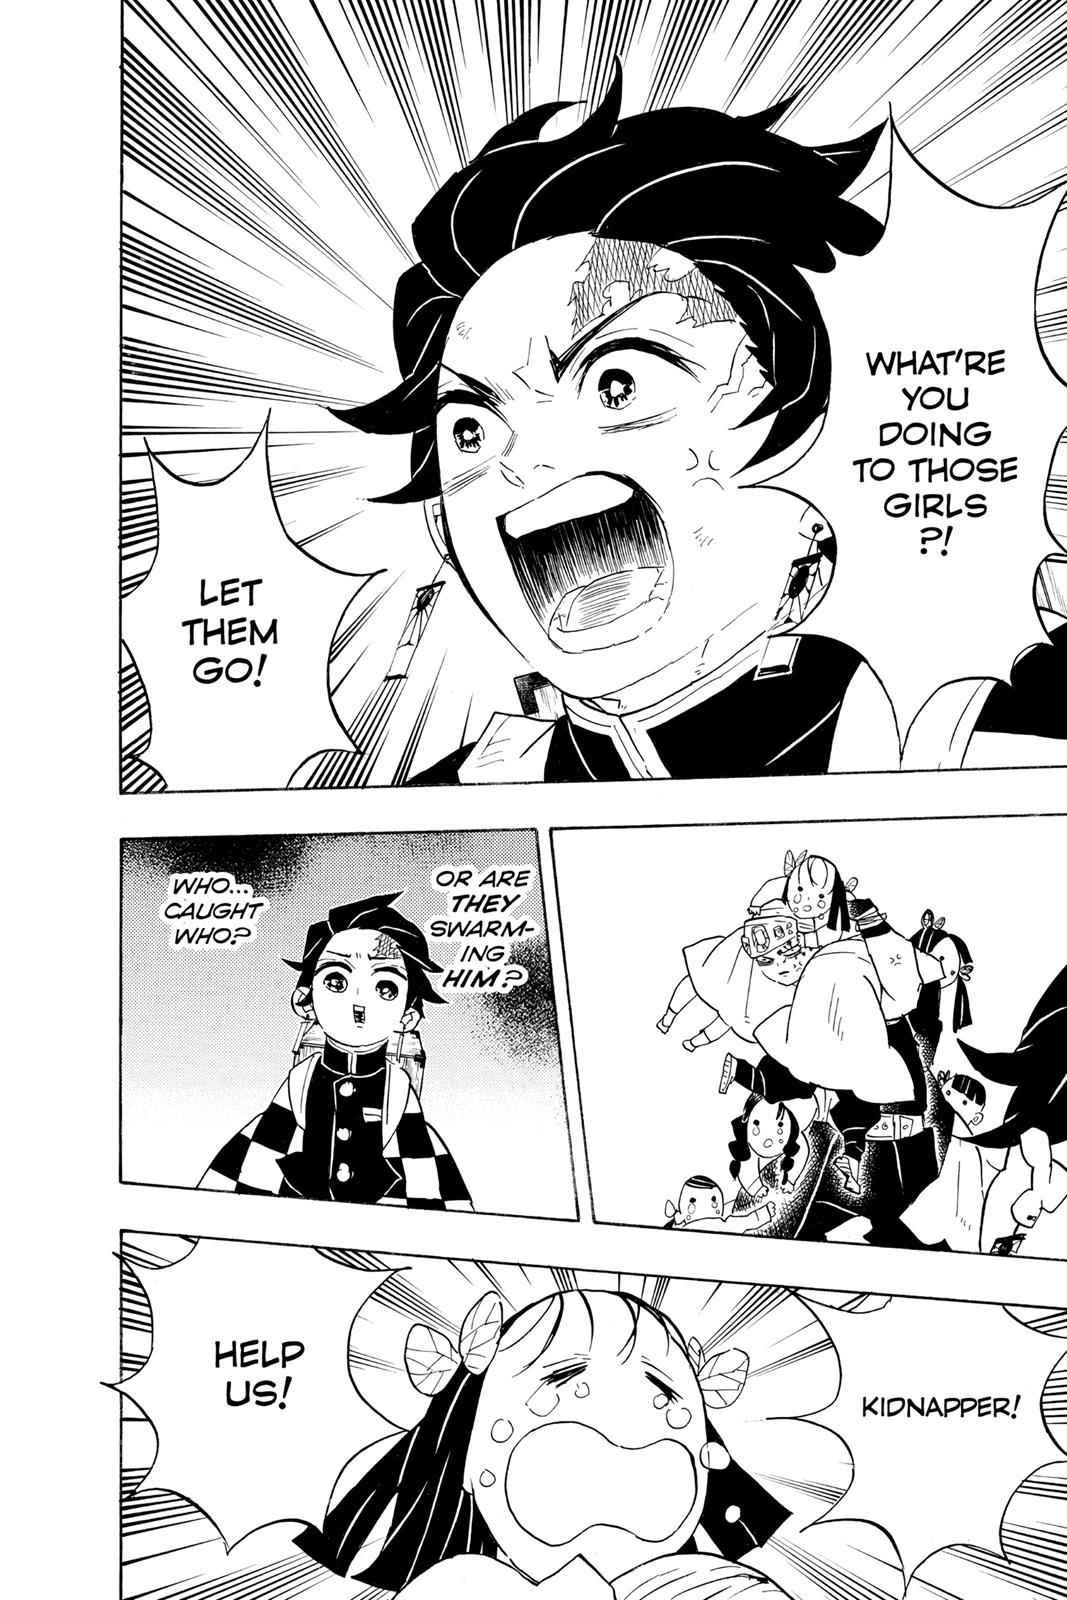 WHAT'RE
YOU
DOING
TO THOSE
GIRLS
?!
LET
THEM
GO!
OR ARE
THEY
SWARM-
ING
HIM?
WHO...
CAUGHT
WHO?
KIDNAPPER!
HELP
US!